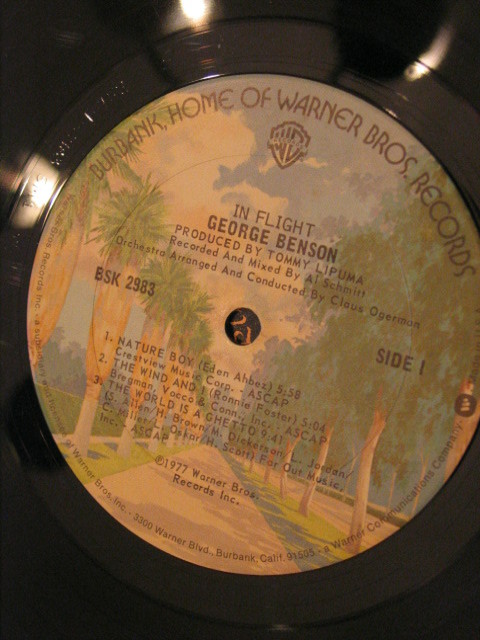 BURBANK, HOME OF WARNER BROS. RECORDS
IN FLIGHT
GEORGE BENSON
PRODUCED BY TOMMY LIPUMA
Recorded And Mixed By Al Schmitt
Orchestra Arranged And Conducted By Claus Ogerman
BSK 2983
SIDE 1
1. NATURE BOY (Eden Ahbez) 5:58
Crestview Music Corp. - ASCAP
2. THE WIND AND I (Ronnie Foster) 5:04
Bregman, Vocco & Conn., Inc. - ASCAP
3. THE WORLD IS A GHETTO 9:41
(S. Allen/H. Brown/M. Dickerson/L. Jordan/
C. Miller/L. Oskar/H. Scott) Far Out Music,
Inc. - ASCAP
©1977 Warner Bros.
Records Inc.
Warner Bros. Inc. - 3300 Warner Blvd., Burbank, Calif. 91505 - a Warner Communications Company